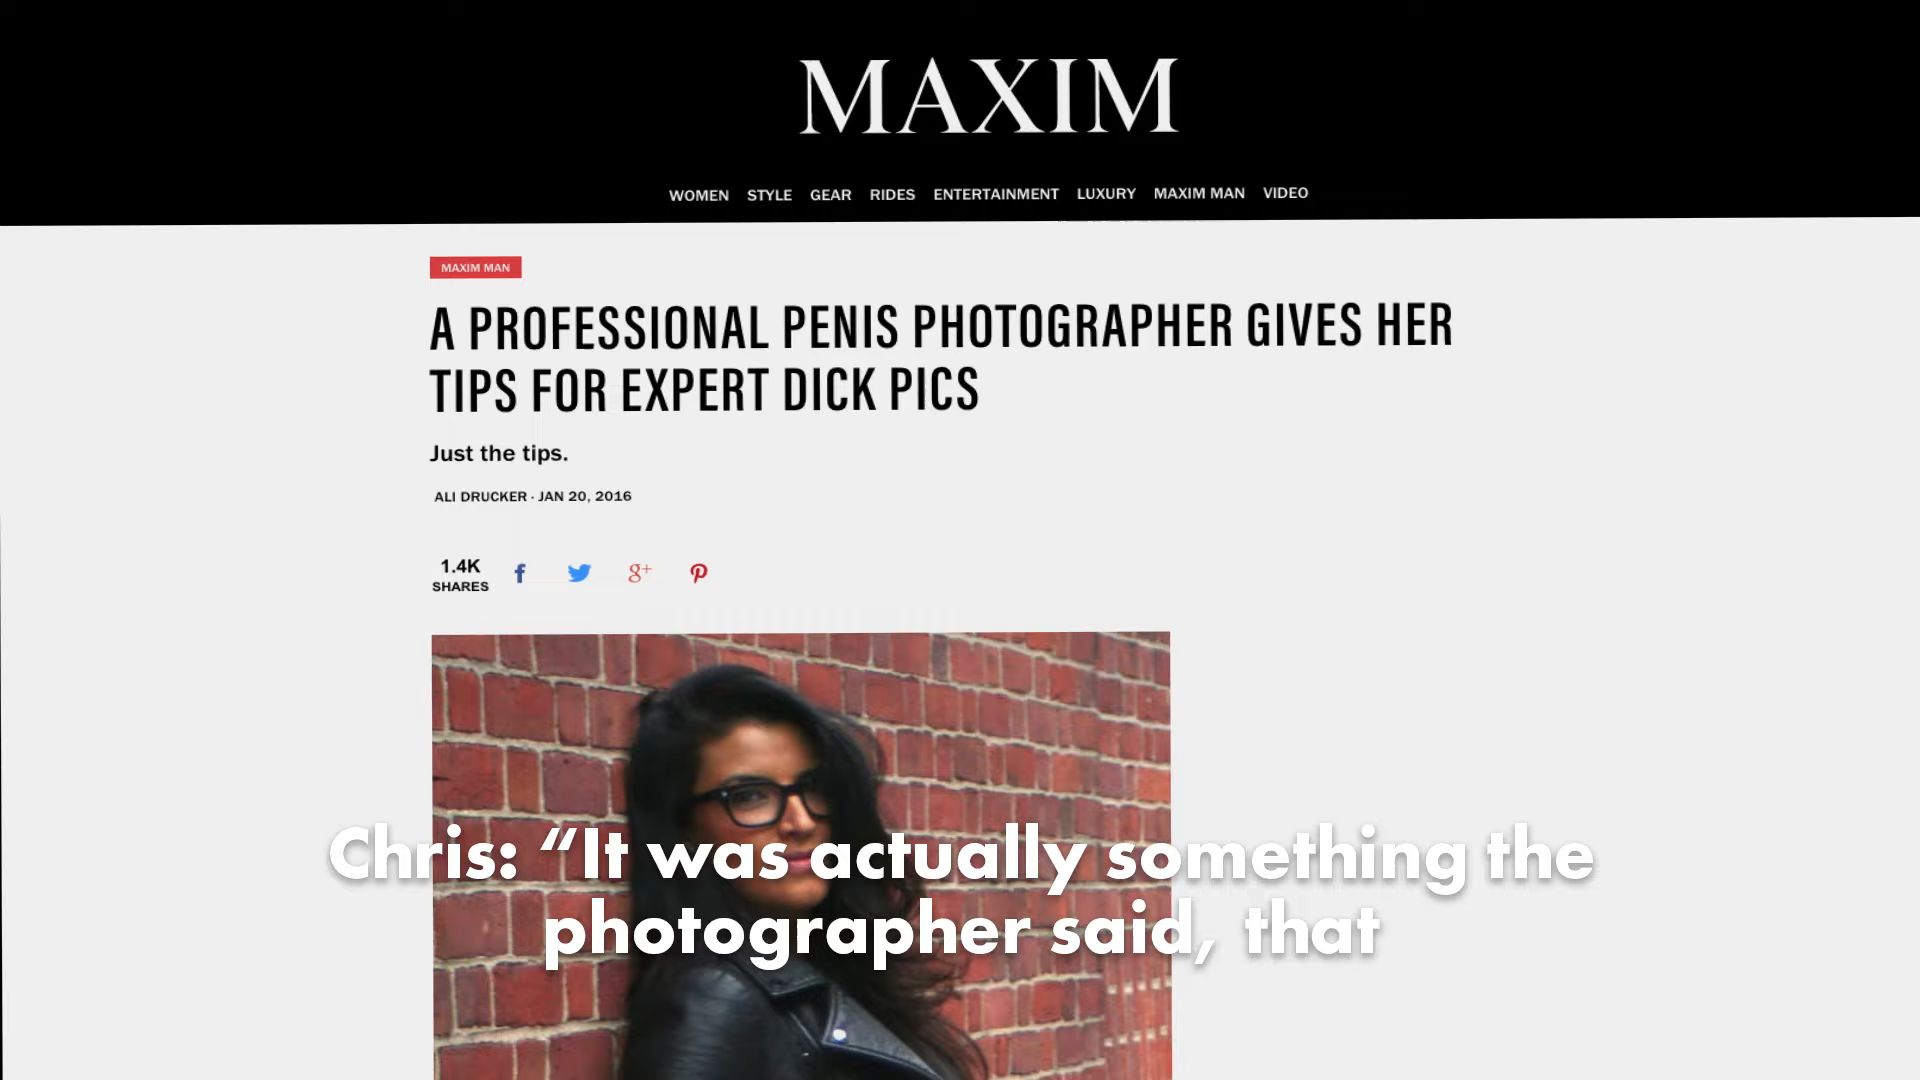 MAXIM
WOMEN STYLE GEAR RIDES ENTERTAINMENT LUXURY MAXIM MAN VIDEO
MAXIM MAN
A PROFESSIONAL PENIS PHOTOGRAPHER GIVES HER
TIPS FOR EXPERT DICK PICS
Just the tips.
ALI DRUCKER · JAN 20, 2016
1.4K
SHARES
f
g+
Chris: “It was actually something the
photographer said, that